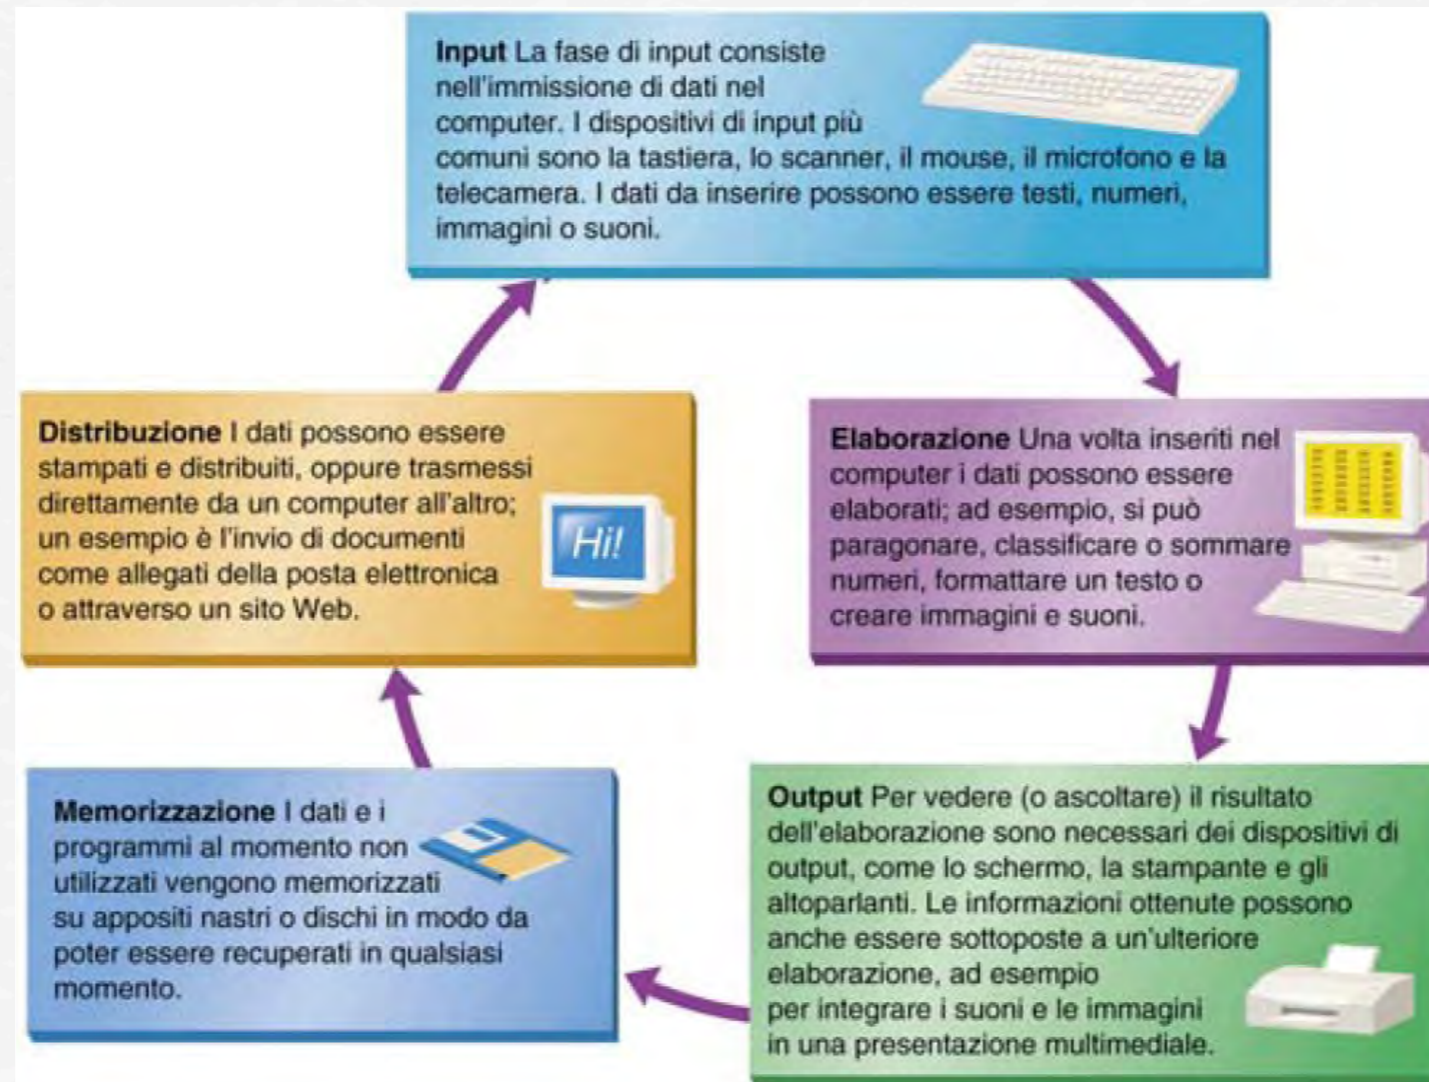 Input La fase di input consiste
nell'immissione di dati nel
computer. I dispositivi di input più
comuni sono la tastiera, lo scanner, il mouse, il microfono e la
telecamera. I dati da inserire possono essere testi, numeri,
immagini o suoni.
Elaborazione Una volta inseriti nel
computer i dati possono essere
elaborati; ad esempio, si può
paragonare, classificare o sommare
numeri, formattare un testo o
creare immagini e suoni.
Output Per vedere (o ascoltare) il risultato
dell'elaborazione sono necessari dei dispositivi di
output, come lo schermo, la stampante e gli
altoparlanti. Le informazioni ottenute possono
anche essere sottoposte a un'ulteriore
elaborazione, ad esempio
per integrare i suoni e le immagini
in una presentazione multimediale.
Memorizzazione I dati e i
programmi al momento non
utilizzati vengono memorizzati
su appositi nastri o dischi in modo da
poter essere recuperati in qualsiasi
momento.
Distribuzione I dati possono essere
stampati e distribuiti, oppure trasmessi
direttamente da un computer all'altro;
un esempio è l'invio di documenti
come allegati della posta elettronica
o attraverso un sito Web.
Hi!